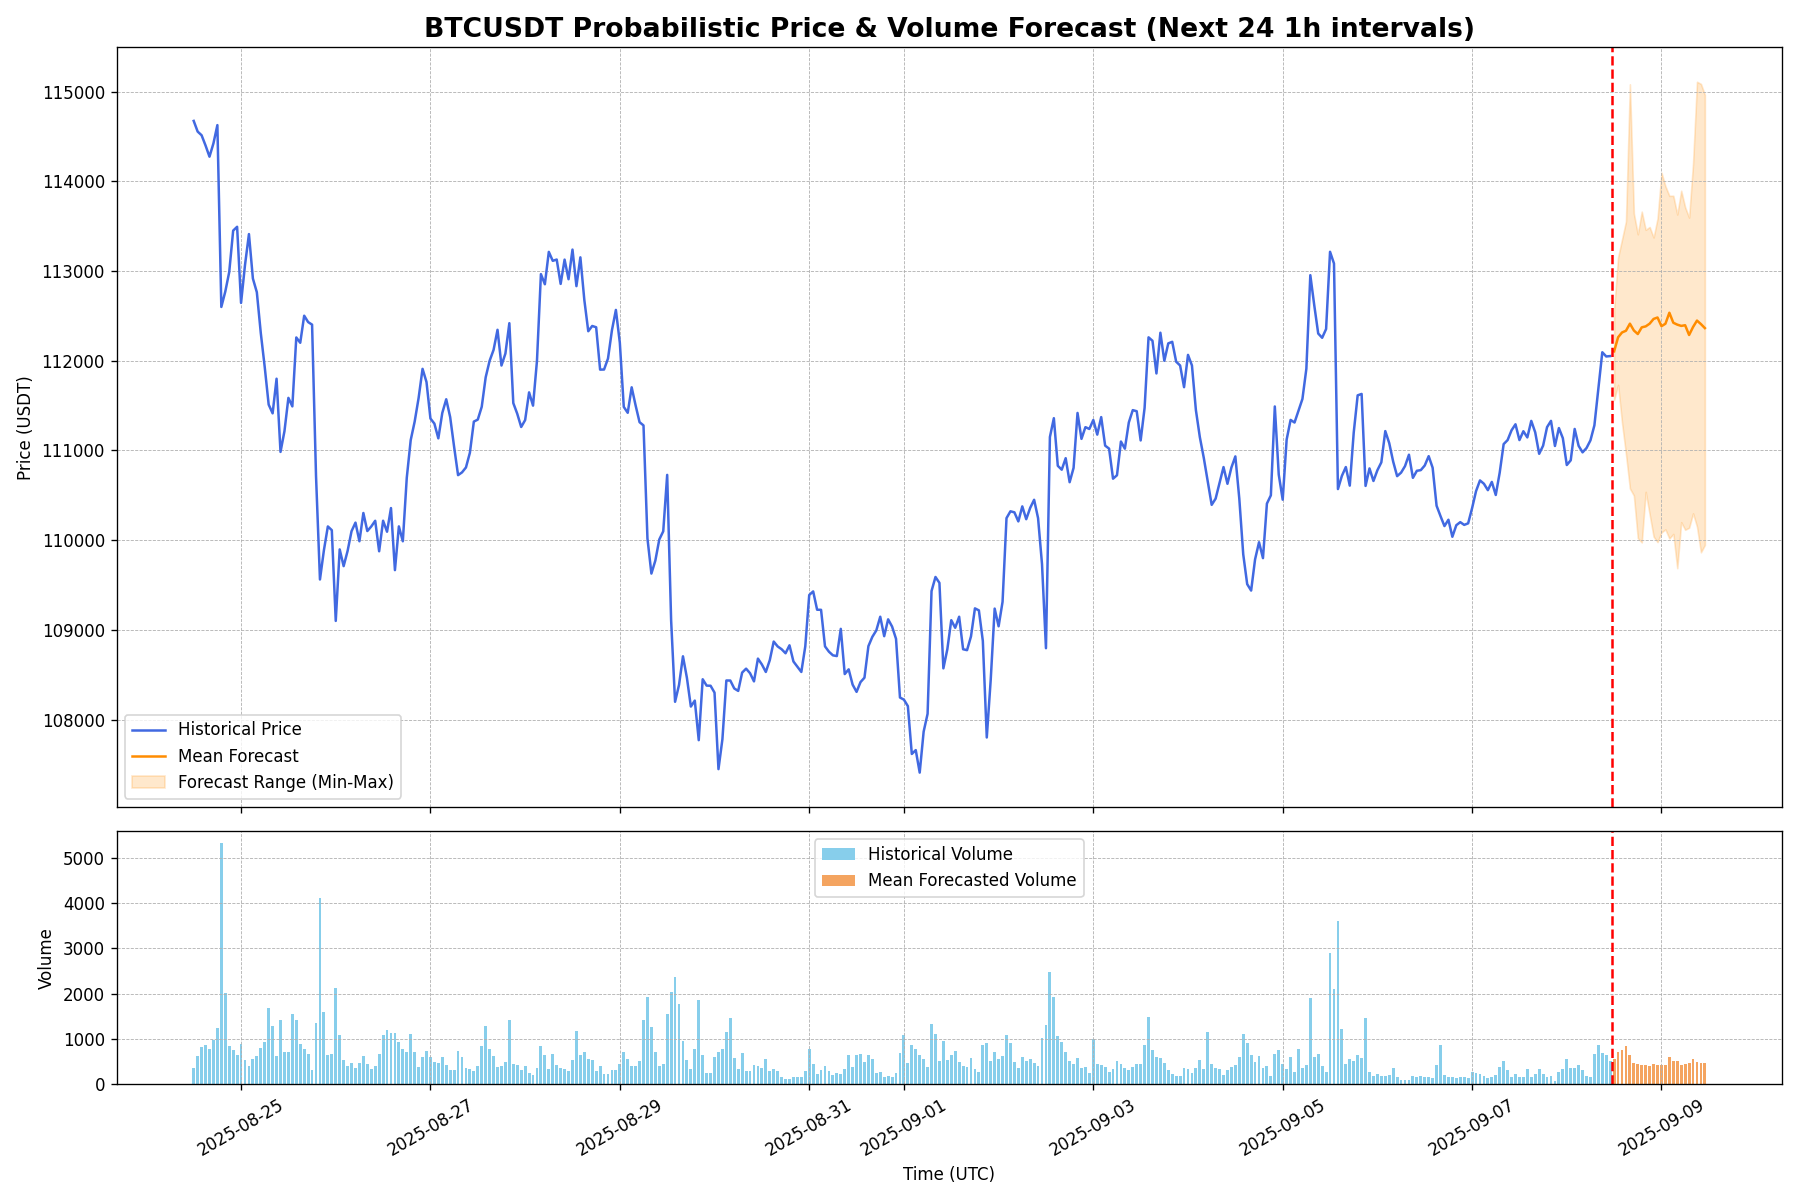 BTCUSDT Probabilistic Price & Volume Forecast (Next 24 1h intervals)
Price (USDT)
115000
114000
113000
112000
111000
110000
109000
108000
Historical Price
Mean Forecast
Forecast Range (Min-Max)
Volume
5000
4000
3000
2000
1000
0
Historical Volume
Mean Forecasted Volume
2025-08-25
2025-08-27
2025-08-29
2025-08-31
2025-09-01
2025-09-03
2025-09-05
2025-09-07
2025-09-09
Time (UTC)